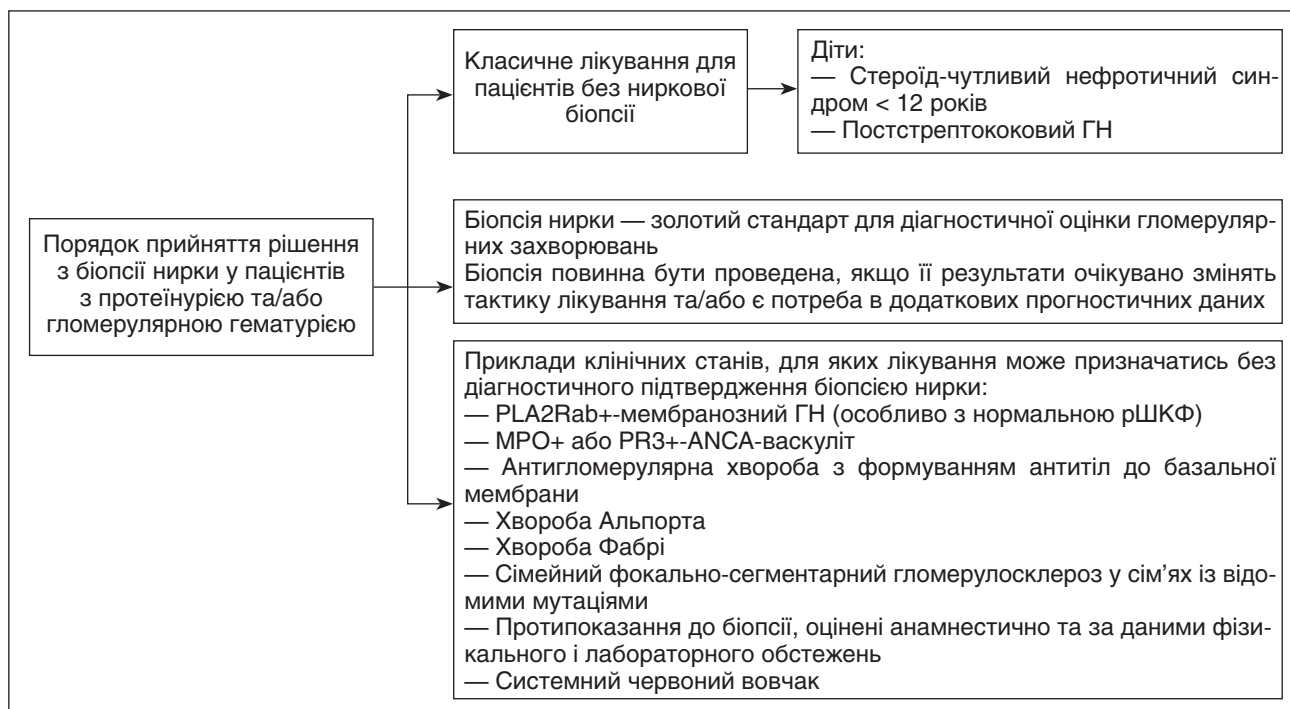 Порядок прийняття рішення
з біопсії нирки у пацієнтів
з протеїнурією та/або
гломерулярною гематурією
Класичне лікування для
пацієнтів без ниркової
біопсії
Діти:
— Стероїд-чутливий нефротичний син-
дром < 12 років
— Постстрептококовий ГН
Біопсія нирки — золотий стандарт для діагностичної оцінки гломеруляр-
них захворювань
Біопсія повинна бути проведена, якщо її результати очікувано змінять
тактику лікування та/або є потреба в додаткових прогностичних даних
Приклади клінічних станів, для яких лікування може призначатись без
діагностичного підтвердження біопсією нирки:
— PLA2Rab+-мембранозний ГН (особливо з нормальною рШКФ)
— MPO+ або PR3+-ANCA-васкуліт
— Антигломерулярна хвороба з формуванням антитіл до базальної
мембрани
— Хвороба Альпорта
— Хвороба Фабрі
— Сімейний фокально-сегментарний гломерулосклероз у сім’ях із відо-
мими мутаціями
— Протипоказання до біопсії, оцінені анамнестично та за даними фізи-
кального і лабораторного обстежень
— Системний червоний вовчак